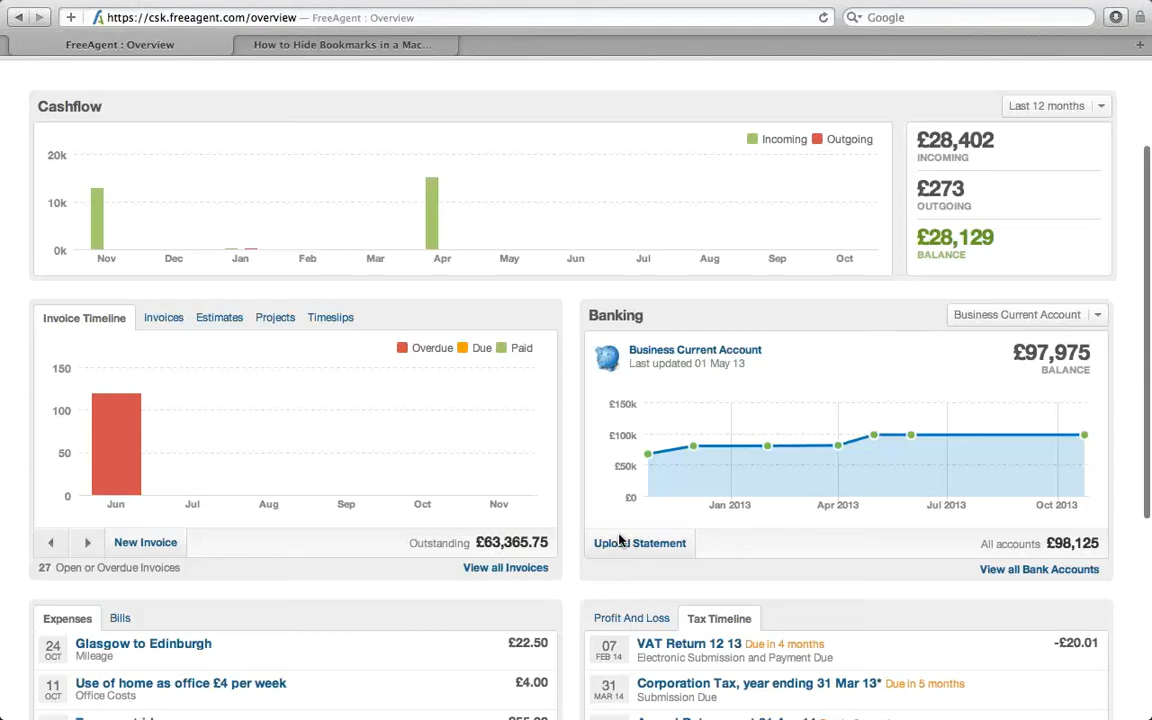 https://csk.freeagent.com/overview — FreeAgent : Overview
Google
FreeAgent : Overview
How to Hide Bookmarks in a Mac...
Cashflow
Last 12 months
Incoming Outgoing
20k
10k
0k
Nov Dec Jan Feb Mar Apr May Jun Jul Aug Sep Oct
£28,402
INCOMING
£273
OUTGOING
£28,129
BALANCE
Invoice Timeline Invoices Estimates Projects Timeslips
Overdue Due Paid
150
100
50
0
Jun Jul Aug Sep Oct Nov
New Invoice
Outstanding £63,365.75
27 Open or Overdue Invoices
View all Invoices
Banking
Business Current Account
Business Current Account
Last updated 01 May 13
£97,975
BALANCE
£150k
£100k
£50k
£0
Jan 2013 Apr 2013 Jul 2013 Oct 2013
Upload Statement
All accounts £98,125
View all Bank Accounts
Expenses Bills
24 OCT
Glasgow to Edinburgh
£22.50
Mileage
11 OCT
Use of home as office £4 per week
£4.00
Office Costs
Profit And Loss Tax Timeline
07 FEB 14
VAT Return 12 13 Due in 4 months
-£20.01
Electronic Submission and Payment Due
31 MAR 14
Corporation Tax, year ending 31 Mar 13* Due in 5 months
Submission Due